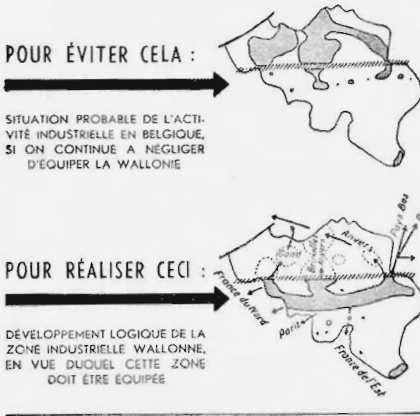 POUR ÉVITER CELA :
SITUATION PROBABLE DE L'ACTI-
VITÉ INDUSTRIELLE EN BELGIQUE,
SI ON CONTINUE A NÉGLIGER
D'ÉQUIPER LA WALLONIE
Pays Bas
Anvers
Gand
Bruxelles
POUR RÉALISER CECI :
France du Nord
Paris
France de l'Est
DÉVELOPPEMENT LOGIQUE DE LA
ZONE INDUSTRIELLE WALLONNE,
EN VUE DUQUEL CETTE ZONE
DOIT ÊTRE ÉQUIPÉE